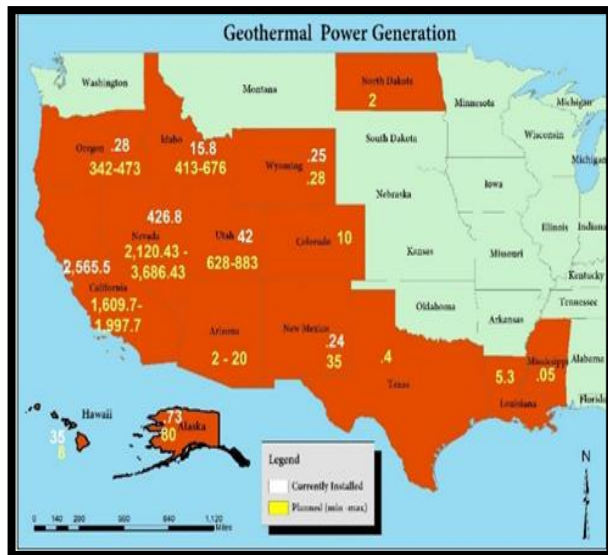 Geothermal Power Generation
Washington
Montana
North Dakota
2
Minnesota
Michigan
Oregon .28
342-473
Idaho
15.8
413-676
Wyoming .25
.28
South Dakota
Wisconsin
Michigan
426.8
Nevada
2,120.43 -
3,686.43
Utah 42
628-883
Colorado 10
Nebraska
Iowa
Illinois
Indiana
2,565.5
California
1,609.7-
1,997.7
Kansas
Missouri
Kentucky
Arizona
2 - 20
New Mexico
.24
35
Oklahoma
Arkansas
Tennessee
.4
Texas
5.3
Louisiana
Mississippi
.05
Alabama
Florida
Hawaii
35
8
.73
Alaska
80
Legend
Currently Installed
Planned (min -max)
N
0 140 280 560 840 1,120
Miles